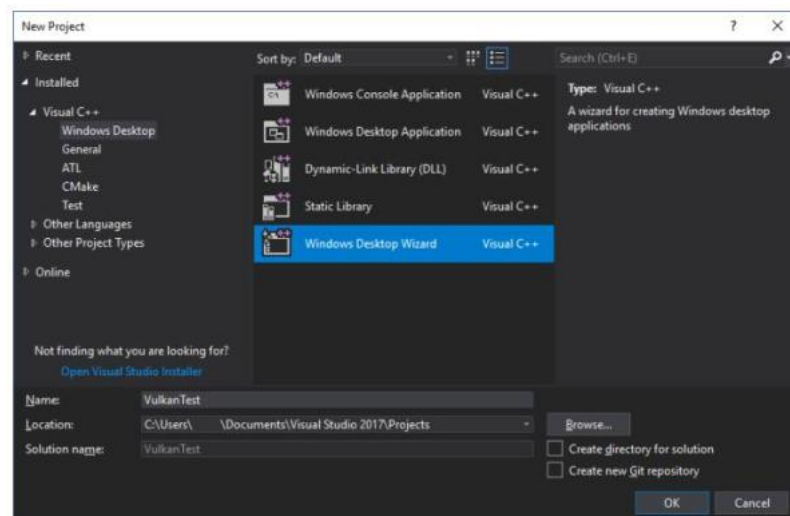 New Project
?
Recent
Installed
Visual C++
Windows Desktop
General
ATL
CMake
Test
Other Languages
Other Project Types
Online
Not finding what you are looking for?
Open Visual Studio Installer
Sort by: Default
Windows Console Application Visual C++
Windows Desktop Application Visual C++
Dynamic-Link Library (DLL) Visual C++
Static Library Visual C++
Windows Desktop Wizard Visual C++
Search (Ctrl+E)
Type: Visual C++
A wizard for creating Windows desktop
applications
Name: VulkanTest
Location: C:\Users\ \Documents\Visual Studio 2017\Projects
Browse...
Solution name: VulkanTest
Create directory for solution
Create new Git repository
OK Cancel